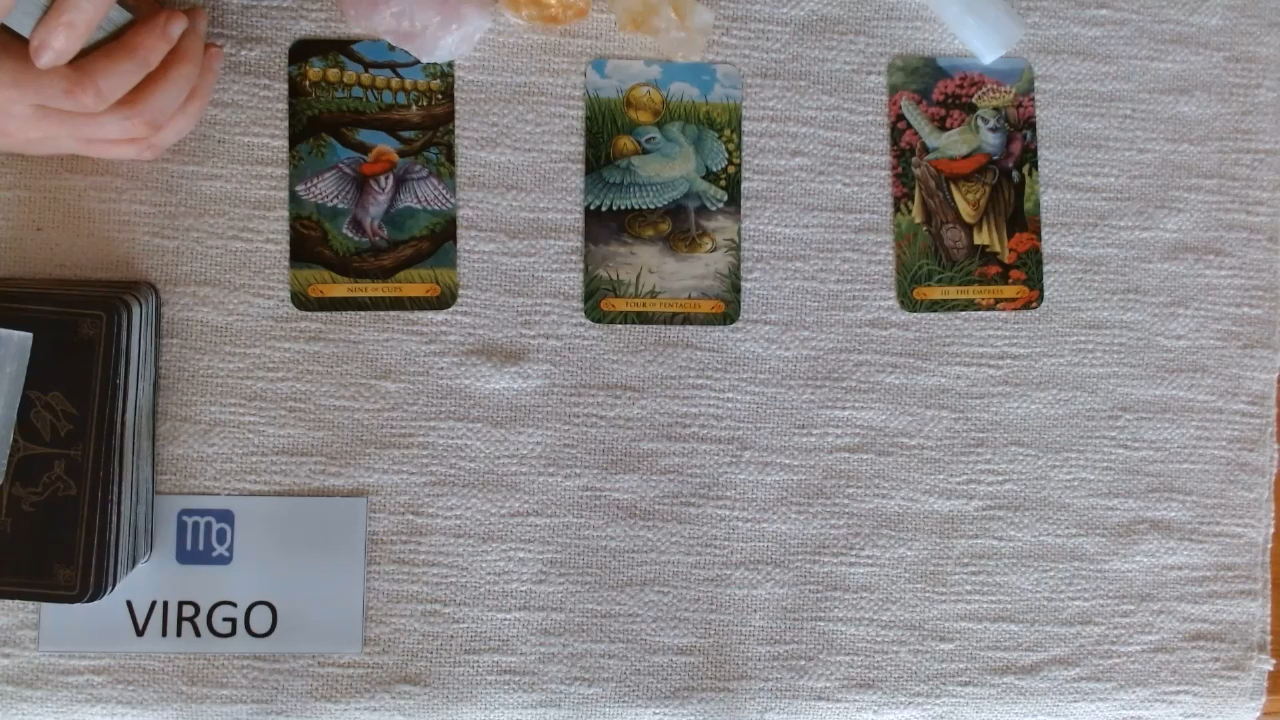 NINE OF CUPS
FOUR OF PENTACLES
III - THE EMPRESS
VIRGO